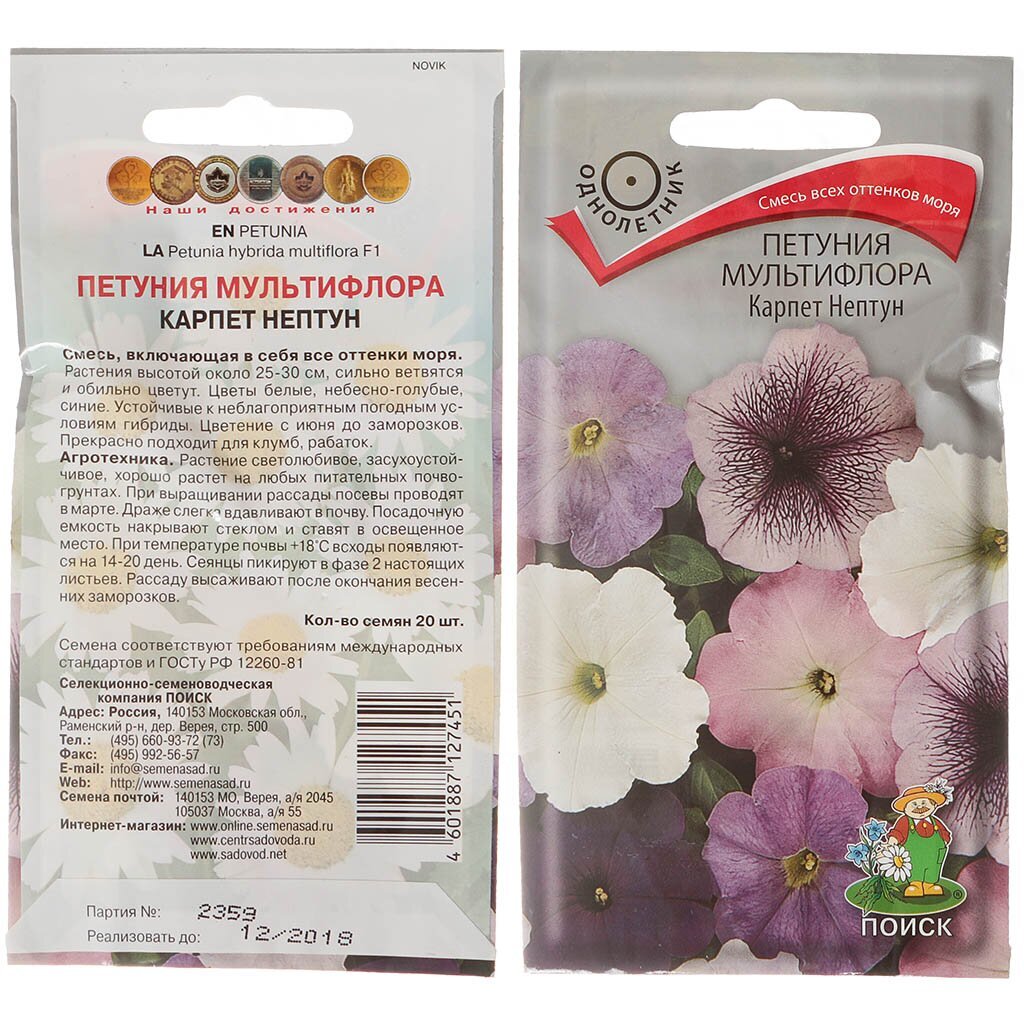 NOVIK
Наши достижения
EN PETUNIA
LA Petunia hybrida multiflora F1
ПЕТУНИЯ МУЛЬТИФЛОРА
КАРПЕТ НЕПТУН
Смесь, включающая в себя все оттенки моря.
Растения высотой около 25-30 см, сильно ветвятся
и обильно цветут. Цветы белые, небесно-голубые,
синие. Устойчивые к неблагоприятным погодным ус-
ловиям гибриды. Цветение с июня до заморозков.
Прекрасно подходит для клумб, рабаток.
Агротехника. Растение светолюбивое, засухоустой-
чивое, хорошо растет на любых питательных почво-
грунтах. При выращивании рассады посевы проводят
в марте. Драже слегка вдавливают в почву. Посадочную
емкость накрывают стеклом и ставят в освещенное
место. При температуре почвы +18°С всходы появляют-
ся на 14-20 день. Сеянцы пикируют в фазе 2 настоящих
листьев. Рассаду высаживают после окончания весен-
них заморозков.
Кол-во семян 20 шт.
Семена соответствуют требованиям международных
стандартов и ГОСТу РФ 12260-81
Селекционно-семеноводческая
компания ПОИСК
Адрес: Россия, 140153 Московская обл.,
Раменский р-н, дер. Верея, стр. 500
Тел.: (495) 660-93-72 (73)
Факс: (495) 992-56-57
E-mail: info@semenasad.ru
Web: http://www.semenasad.ru
Семена почтой: 140153 МО, Верея, а/я 2045
105037 Москва, а/я 55
Интернет-магазин: www.online.semenasad.ru
www.centrsadovoda.ru
www.sadovod.net
4 601887 127451
Партия №: 2359
Реализовать до: 12/2018
ОДНОЛЕТНИК
Смесь всех оттенков моря
ПЕТУНИЯ
МУЛЬТИФЛОРА
Карпет Нептун
ПОИСК